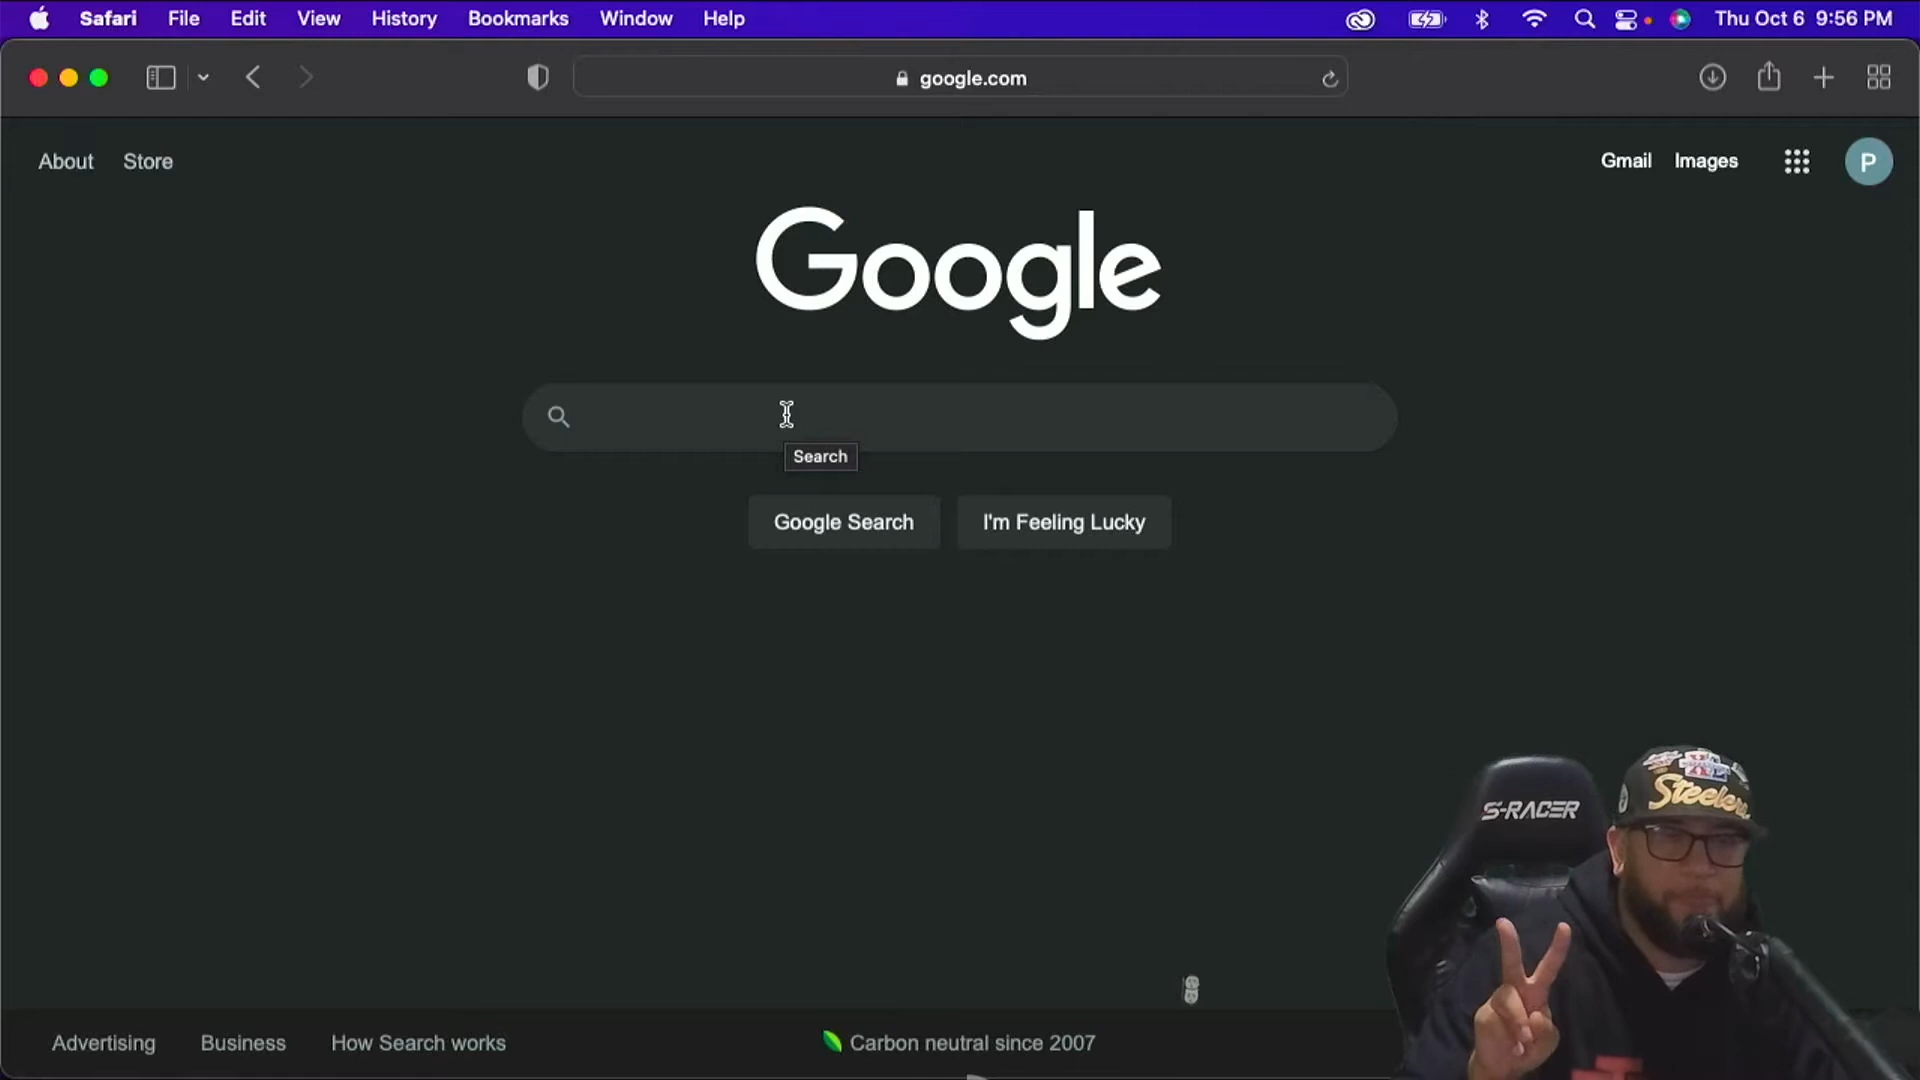 Safari File Edit View History Bookmarks Window Help Thu Oct 6 9:56 PM
google.com
About Store Gmail Images P
Google
Search
Google Search I'm Feeling Lucky
Steelers
S-RACER
Advertising Business How Search works Carbon neutral since 2007